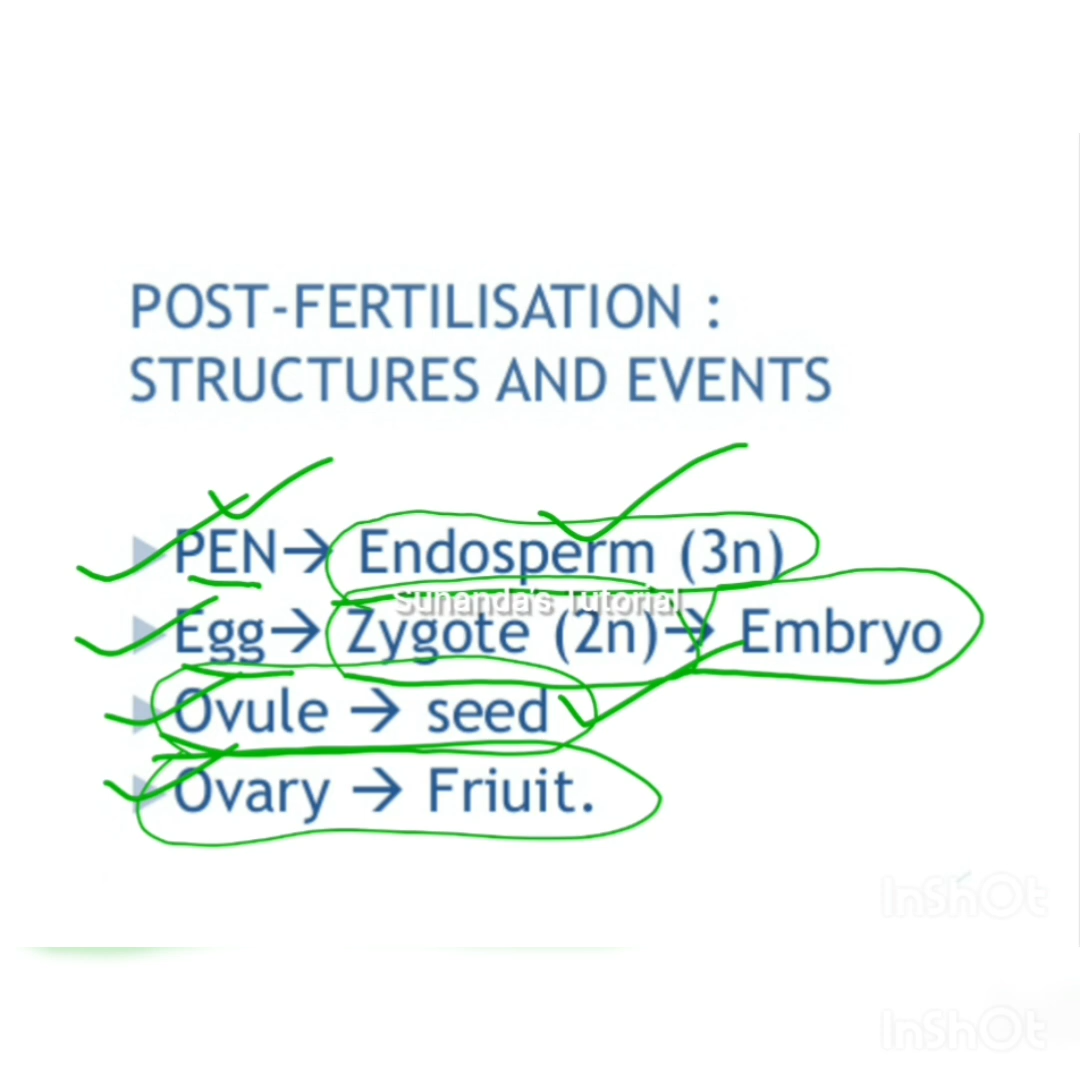 POST-FERTILISATION :
STRUCTURES AND EVENTS
PEN→ Endosperm (3n)
Sunanda's Tutorial
Egg→ Zygote (2n)→ Embryo
Ovule → seed
Ovary → Friuit.
InShOt
InShOt